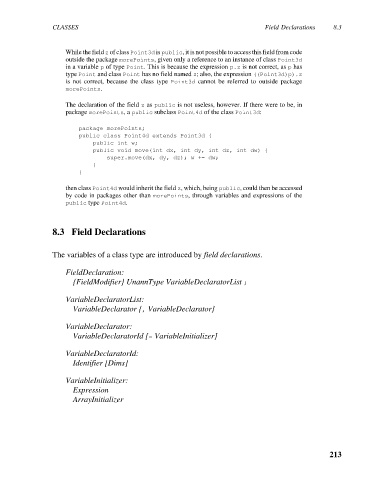 CLASSES Field Declarations 8.3
While the field z of class Point3d is public, it is not possible to access this field from code
outside the package morePoints, given only a reference to an instance of class Point3d
in a variable p of type Point. This is because the expression p.z is not correct, as p has
type Point and class Point has no field named z; also, the expression ((Point3d)p).z
is not correct, because the class type Point3d cannot be referred to outside package
morePoints.
The declaration of the field z as public is not useless, however. If there were to be, in
package morePoints, a public subclass Point4d of the class Point3d:
package morePoints;
public class Point4d extends Point3d {
public int w;
public void move(int dx, int dy, int dz, int dw) {
super.move(dx, dy, dz); w += dw;
}
}
then class Point4d would inherit the field z, which, being public, could then be accessed
by code in packages other than morePoints, through variables and expressions of the
public type Point4d.
8.3 Field Declarations
The variables of a class type are introduced by field declarations.
FieldDeclaration:
{FieldModifier} UnannType VariableDeclaratorList ;
VariableDeclaratorList:
VariableDeclarator { , VariableDeclarator}
VariableDeclarator:
VariableDeclaratorId [= VariableInitializer]
VariableDeclaratorId:
Identifier [Dims]
VariableInitializer:
Expression
ArrayInitializer
213